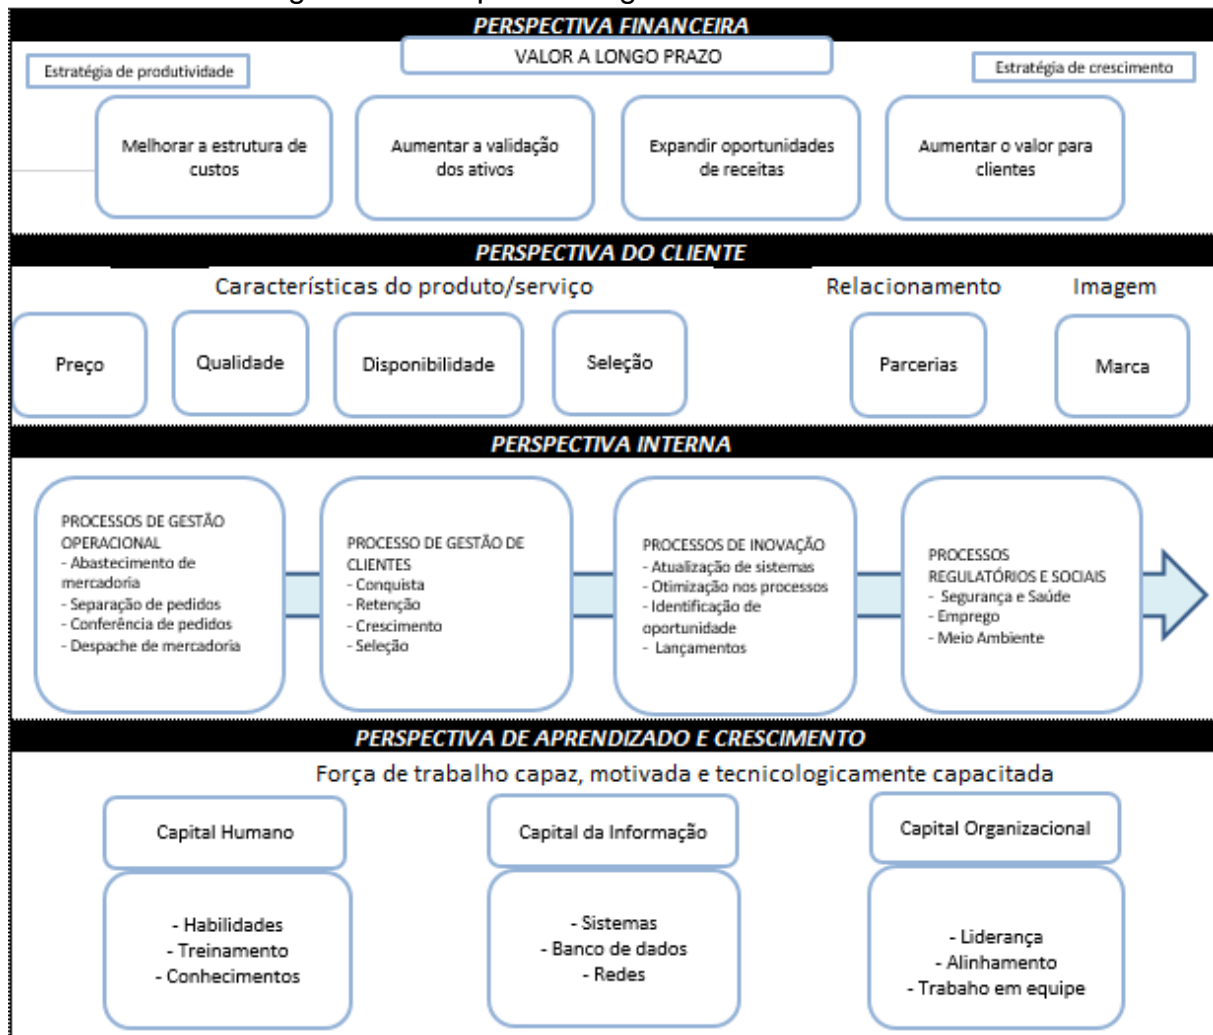 PERSPECTIVA FINANCEIRA
VALOR A LONGO PRAZO
Estratégia de produtividade
Estratégia de crescimento
Melhorar a estrutura de
custos
Aumentar a validação
dos ativos
Expandir oportunidades
de receitas
Aumentar o valor para
clientes
PERSPECTIVA DO CLIENTE
Características do produto/serviço
Relacionamento
Imagem
Preço
Qualidade
Disponibilidade
Seleção
Parcerias
Marca
PERSPECTIVA INTERNA
PROCESSOS DE GESTÃO
OPERACIONAL
- Abastecimento de
mercadoria
- Separação de pedidos
- Conferência de pedidos
- Despache de mercadoria
PROCESSO DE GESTÃO DE
CLIENTES
- Conquista
- Retenção
- Crescimento
- Seleção
PROCESSOS DE INOVAÇÃO
- Atualização de sistemas
- Otimização nos processos
- Identificação de
oportunidade
- Lançamentos
PROCESSOS
REGULATÓRIOS E SOCIAIS
- Segurança e Saúde
- Emprego
- Meio Ambiente
PERSPECTIVA DE APRENDIZADO E CRESCIMENTO
Força de trabalho capaz, motivada e tecnicologicamente capacitada
Capital Humano
- Habilidades
- Treinamento
- Conhecimentos
Capital da Informação
- Sistemas
- Banco de dados
- Redes
Capital Organizacional
- Liderança
- Alinhamento
- Trabaho em equipe